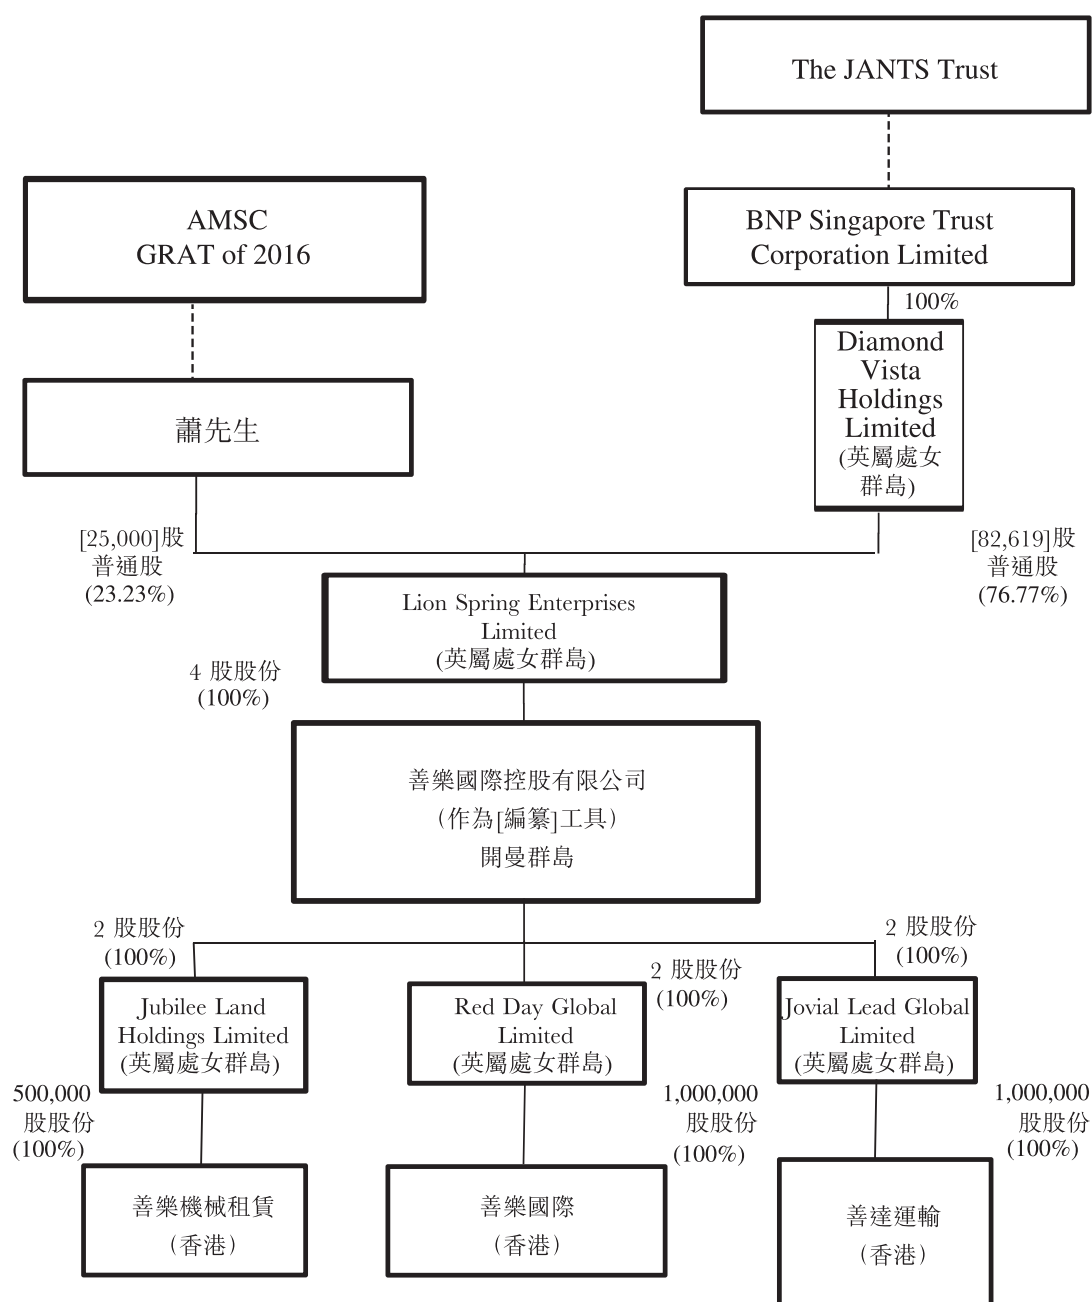 The JANTS Trust
AMSC
GRAT of 2016
BNP Singapore Trust
Corporation Limited
100%
Diamond
Vista
Holdings
Limited
(英屬處女
群島)
蕭先生
[25,000]股
普通股
(23.23%)
[82,619]股
普通股
(76.77%)
Lion Spring Enterprises
Limited
(英屬處女群島)
4 股股份
(100%)
善樂國際控股有限公司
(作為[編纂]工具)
開曼群島
2 股股份
(100%)
2 股股份
(100%)
2 股股份
(100%)
Jubilee Land
Holdings Limited
(英屬處女群島)
Red Day Global
Limited
(英屬處女群島)
Jovial Lead Global
Limited
(英屬處女群島)
500,000
股股份
(100%)
1,000,000
股股份
(100%)
1,000,000
股股份
(100%)
善樂機械租賃
(香港)
善樂國際
(香港)
善達運輸
(香港)